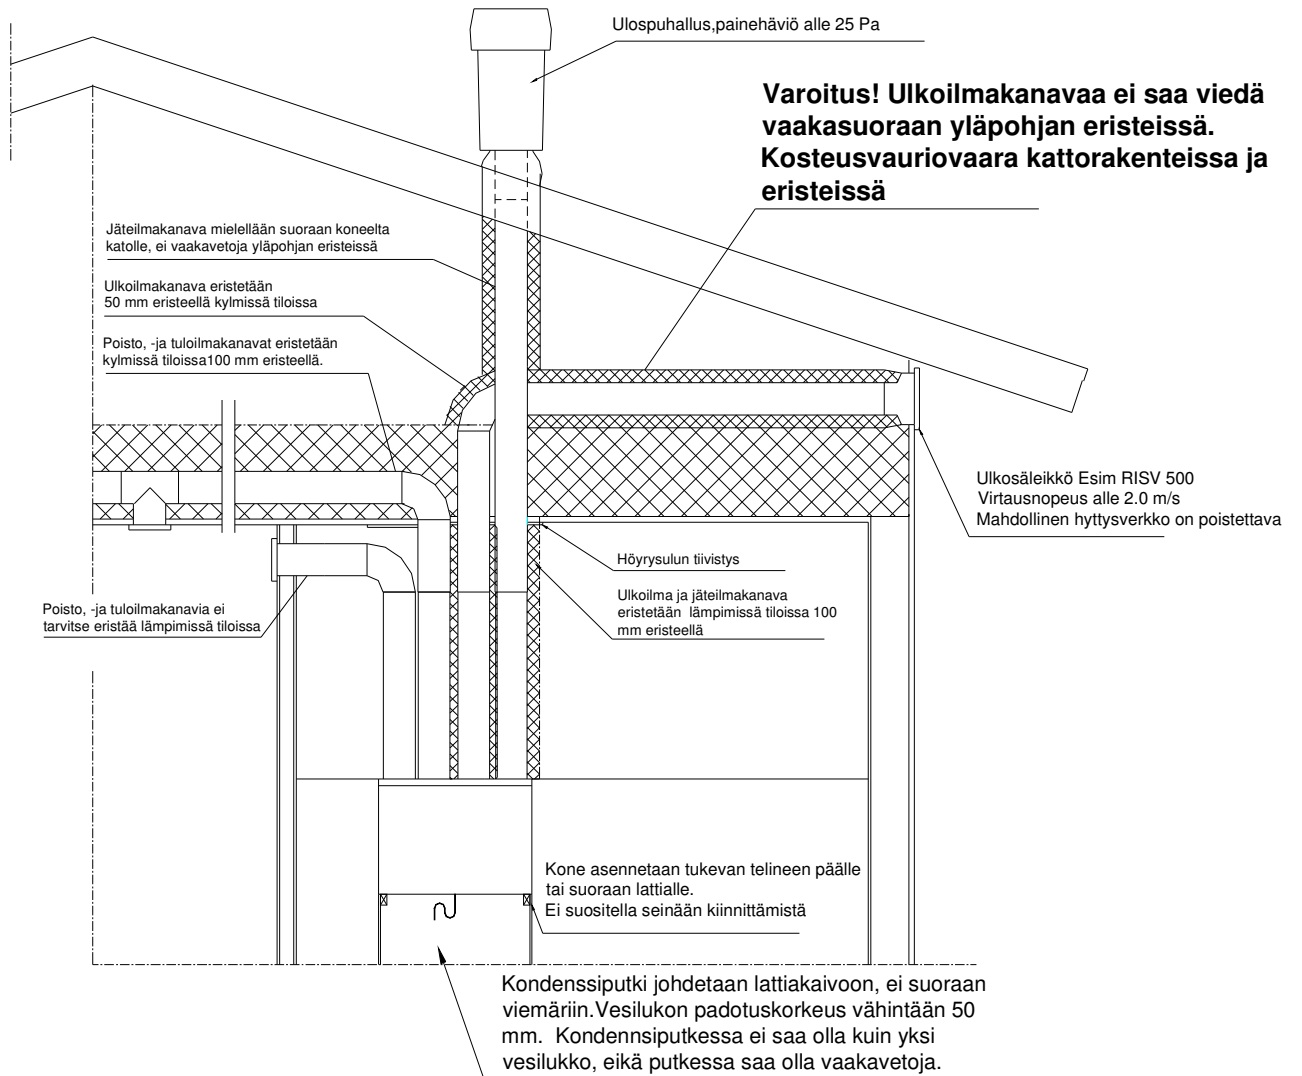 Ulospuhallus,painehäviö alle 25 Pa
Varoitus! Ulkoilmakanavaa ei saa viedä
vaakasuoraan yläpohjan eristeissä.
Kosteusvauriovaara kattorakenteissa ja
eristeissä
Jäteilmakanava mielellään suoraan koneelta
katolle, ei vaakavetoja yläpohjan eristeissä
Ulkoilmakanava eristetään
50 mm eristeellä kylmissä tiloissa
Poisto, -ja tuloilmakanavat eristetään
kylmissä tiloissa100 mm eristeellä.
Ulkosäleikkö Esim RISV 500
Virtausnopeus alle 2.0 m/s
Mahdollinen hyttysverkko on poistettava
Höyrysulun tiivistys
Ulkoilma ja jäteilmakanava
eristetään lämpimissä tiloissa 100
mm eristeellä
Poisto, -ja tuloilmakanavia ei
tarvitse eristää lämpimissä tiloissa
Kone asennetaan tukevan telineen päälle
tai suoraan lattialle.
Ei suositella seinään kiinnittämistä
Kondenssiputki johdetaan lattiakaivoon, ei suoraan
viemäriin.Vesilukon padotuskorkeus vähintään 50
mm. Kondennsiputkessa ei saa olla kuin yksi
vesilukko, eikä putkessa saa olla vaakavetoja.